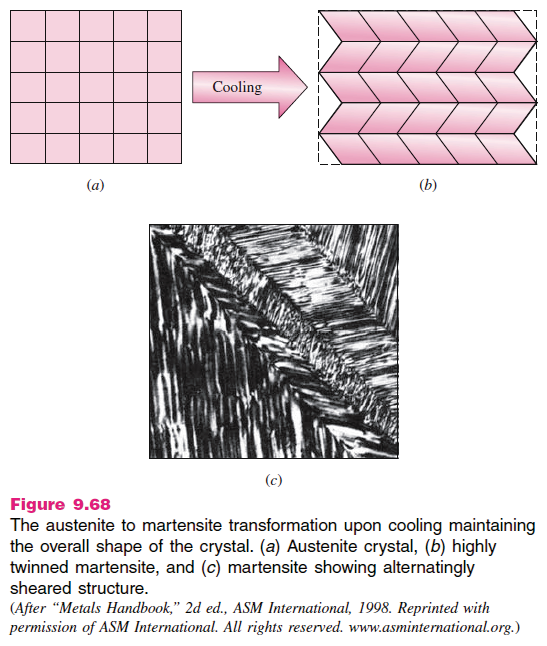 Cooling
(a)
(b)
(c)
Figure 9.68
The austenite to martensite transformation upon cooling maintaining
the overall shape of the crystal. (a) Austenite crystal, (b) highly
twinned martensite, and (c) martensite showing alternatingly
sheared structure.
(After “Metals Handbook,” 2d ed., ASM International, 1998. Reprinted with
permission of ASM International. All rights reserved. www.asminternational.org.)